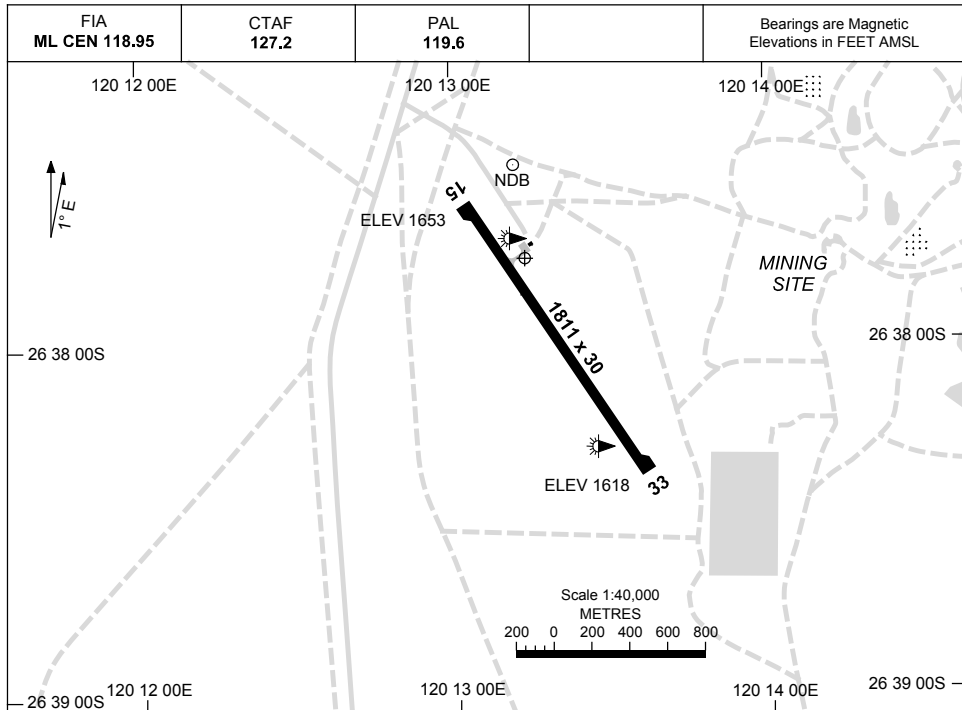 FIA
ML CEN 118.95
CTAF
127.2
PAL
119.6
Bearings are Magnetic
Elevations in FEET AMSL
120 12 00E
120 13 00E
120 14 00E
1° E
NDB
15
ELEV 1653
MINING
SITE
1811 x 30
26 38 00S
26 38 00S
ELEV 1618
33
Scale 1:40,000
METRES
200 0 200 400 600 800
120 12 00E
120 13 00E
120 14 00E
26 39 00S
26 39 00S